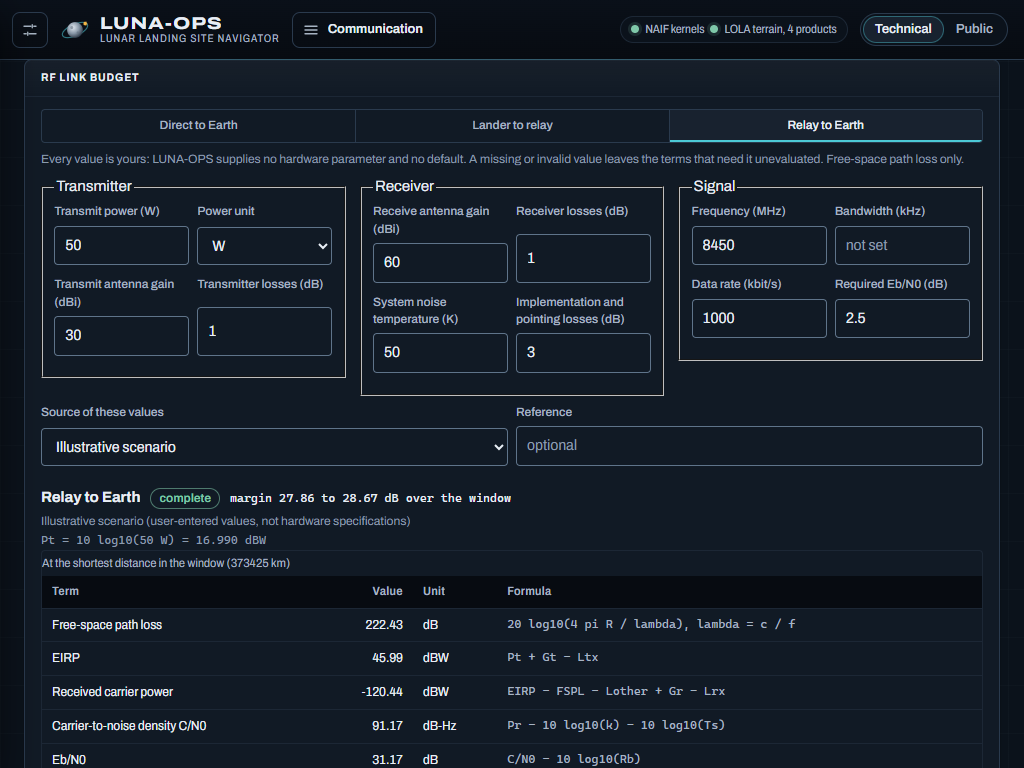 LUNA-OPS
LUNAR LANDING SITE NAVIGATOR
Communication
NAIF kernels
LOLA terrain, 4 products
Technical
Public
RF LINK BUDGET
Direct to Earth
Lander to relay
Relay to Earth
Every value is yours: LUNA-OPS supplies no hardware parameter and no default. A missing or invalid value leaves the terms that need it unevaluated. Free-space path loss only.
Transmitter
Transmit power (W)
Power unit
50
W
Transmit antenna gain (dBi)
Transmitter losses (dB)
30
1
Receiver
Receive antenna gain (dBi)
Receiver losses (dB)
60
1
System noise temperature (K)
Implementation and pointing losses (dB)
50
3
Signal
Frequency (MHz)
Bandwidth (kHz)
8450
not set
Data rate (kbit/s)
Required Eb/N0 (dB)
1000
2.5
Source of these values
Reference
Illustrative scenario
optional
Relay to Earth complete margin 27.86 to 28.67 dB over the window
Illustrative scenario (user-entered values, not hardware specifications)
Pt = 10 log10(50 W) = 16.990 dBW
At the shortest distance in the window (373425 km)
Term Value Unit Formula
Free-space path loss 222.43 dB 20 log10(4 pi R / lambda), lambda = c / f
EIRP 45.99 dBW Pt + Gt − Ltx
Received carrier power -120.44 dBW EIRP − FSPL − Lother + Gr − Lrx
Carrier-to-noise density C/N0 91.17 dB-Hz Pr − 10 log10(k) − 10 log10(Ts)
Eb/N0 31.17 dB C/N0 − 10 log10(Rb)